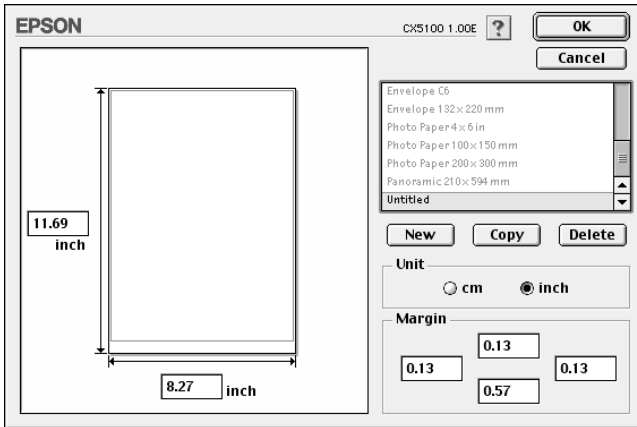 EPSON
CX5100 1.00E
?
OK
Cancel
Envelope C6
Envelope 132×220 mm
Photo Paper 4×6 in
Photo Paper 100×150 mm
Photo Paper 200×300 mm
Panoramic 210×594 mm
Untitled
New
Copy
Delete
11.69
inch
8.27 inch
Unit
cm
inch
Margin
0.13
0.13
0.13
0.57